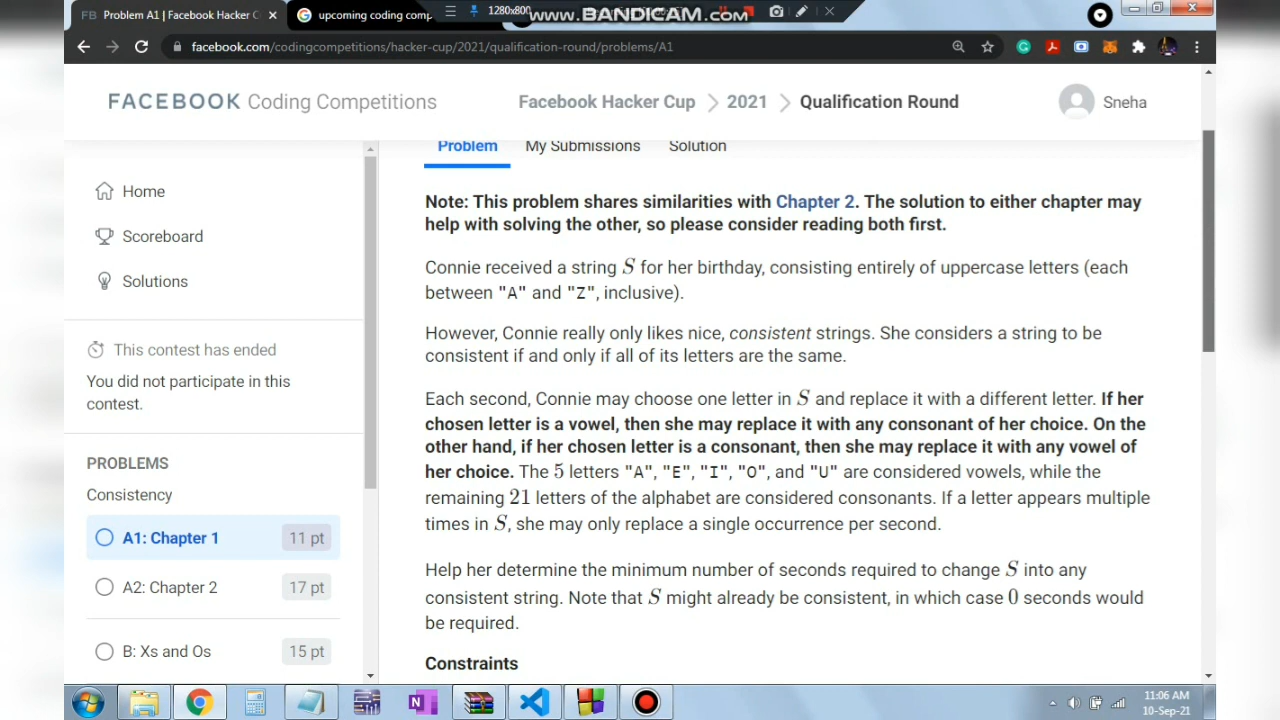 Problem A1 | Facebook Hacker C
upcoming coding comp
1280x800
www.BANDICAM.com
facebook.com/codingcompetitions/hacker-cup/2021/qualification-round/problems/A1
FACEBOOK Coding Competitions
Facebook Hacker Cup
2021
Qualification Round
Sneha
Home
Scoreboard
Solutions
This contest has ended
You did not participate in this
contest.
PROBLEMS
Consistency
A1: Chapter 1
11 pt
A2: Chapter 2
17 pt
B: Xs and Os
15 pt
Problem
My Submissions
Solution
Note: This problem shares similarities with Chapter 2. The solution to either chapter may
help with solving the other, so please consider reading both first.
Connie received a string S for her birthday, consisting entirely of uppercase letters (each
between "A" and "Z", inclusive).
However, Connie really only likes nice, consistent strings. She considers a string to be
consistent if and only if all of its letters are the same.
Each second, Connie may choose one letter in S and replace it with a different letter. If her
chosen letter is a vowel, then she may replace it with any consonant of her choice. On the
other hand, if her chosen letter is a consonant, then she may replace it with any vowel of
her choice. The 5 letters "A", "E", "I", "O", and "U" are considered vowels, while the
remaining 21 letters of the alphabet are considered consonants. If a letter appears multiple
times in S, she may only replace a single occurrence per second.
Help her determine the minimum number of seconds required to change S into any
consistent string. Note that S might already be consistent, in which case 0 seconds would
be required.
Constraints
11:06 AM
10-Sep-21